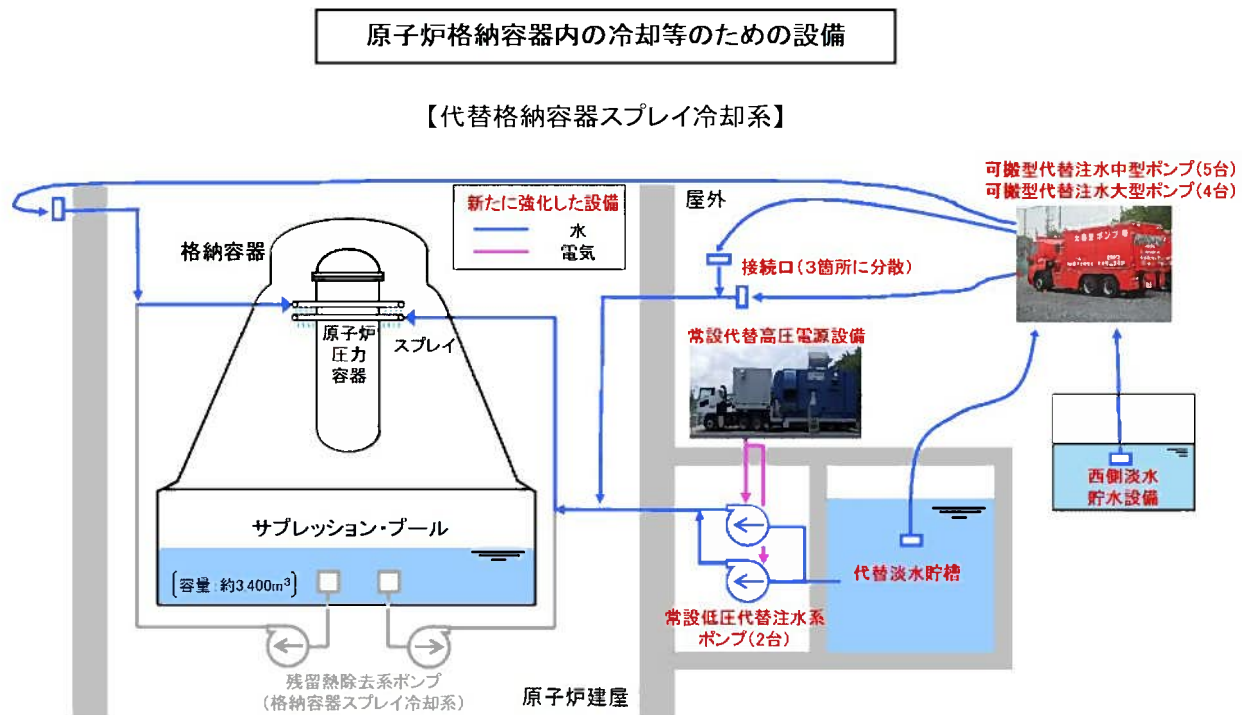 原子炉格納容器内の冷却等のための設備
【代替格納容器スプレイ冷却系】
可搬型代替注水中型ポンプ(5台)
可搬型代替注水大型ポンプ(4台)
新たに強化した設備
水
電気
屋外
格納容器
接続口(3箇所に分散)
原子炉
圧力
容器
スプレイ
常設代替高圧電源設備
西側淡水
貯水設備
サプレッション・プール
〔容量:約3,400m³〕
代替淡水貯槽
常設低圧代替注水系
ポンプ(2台)
残留熱除去系ポンプ
(格納容器スプレイ冷却系)
原子炉建屋